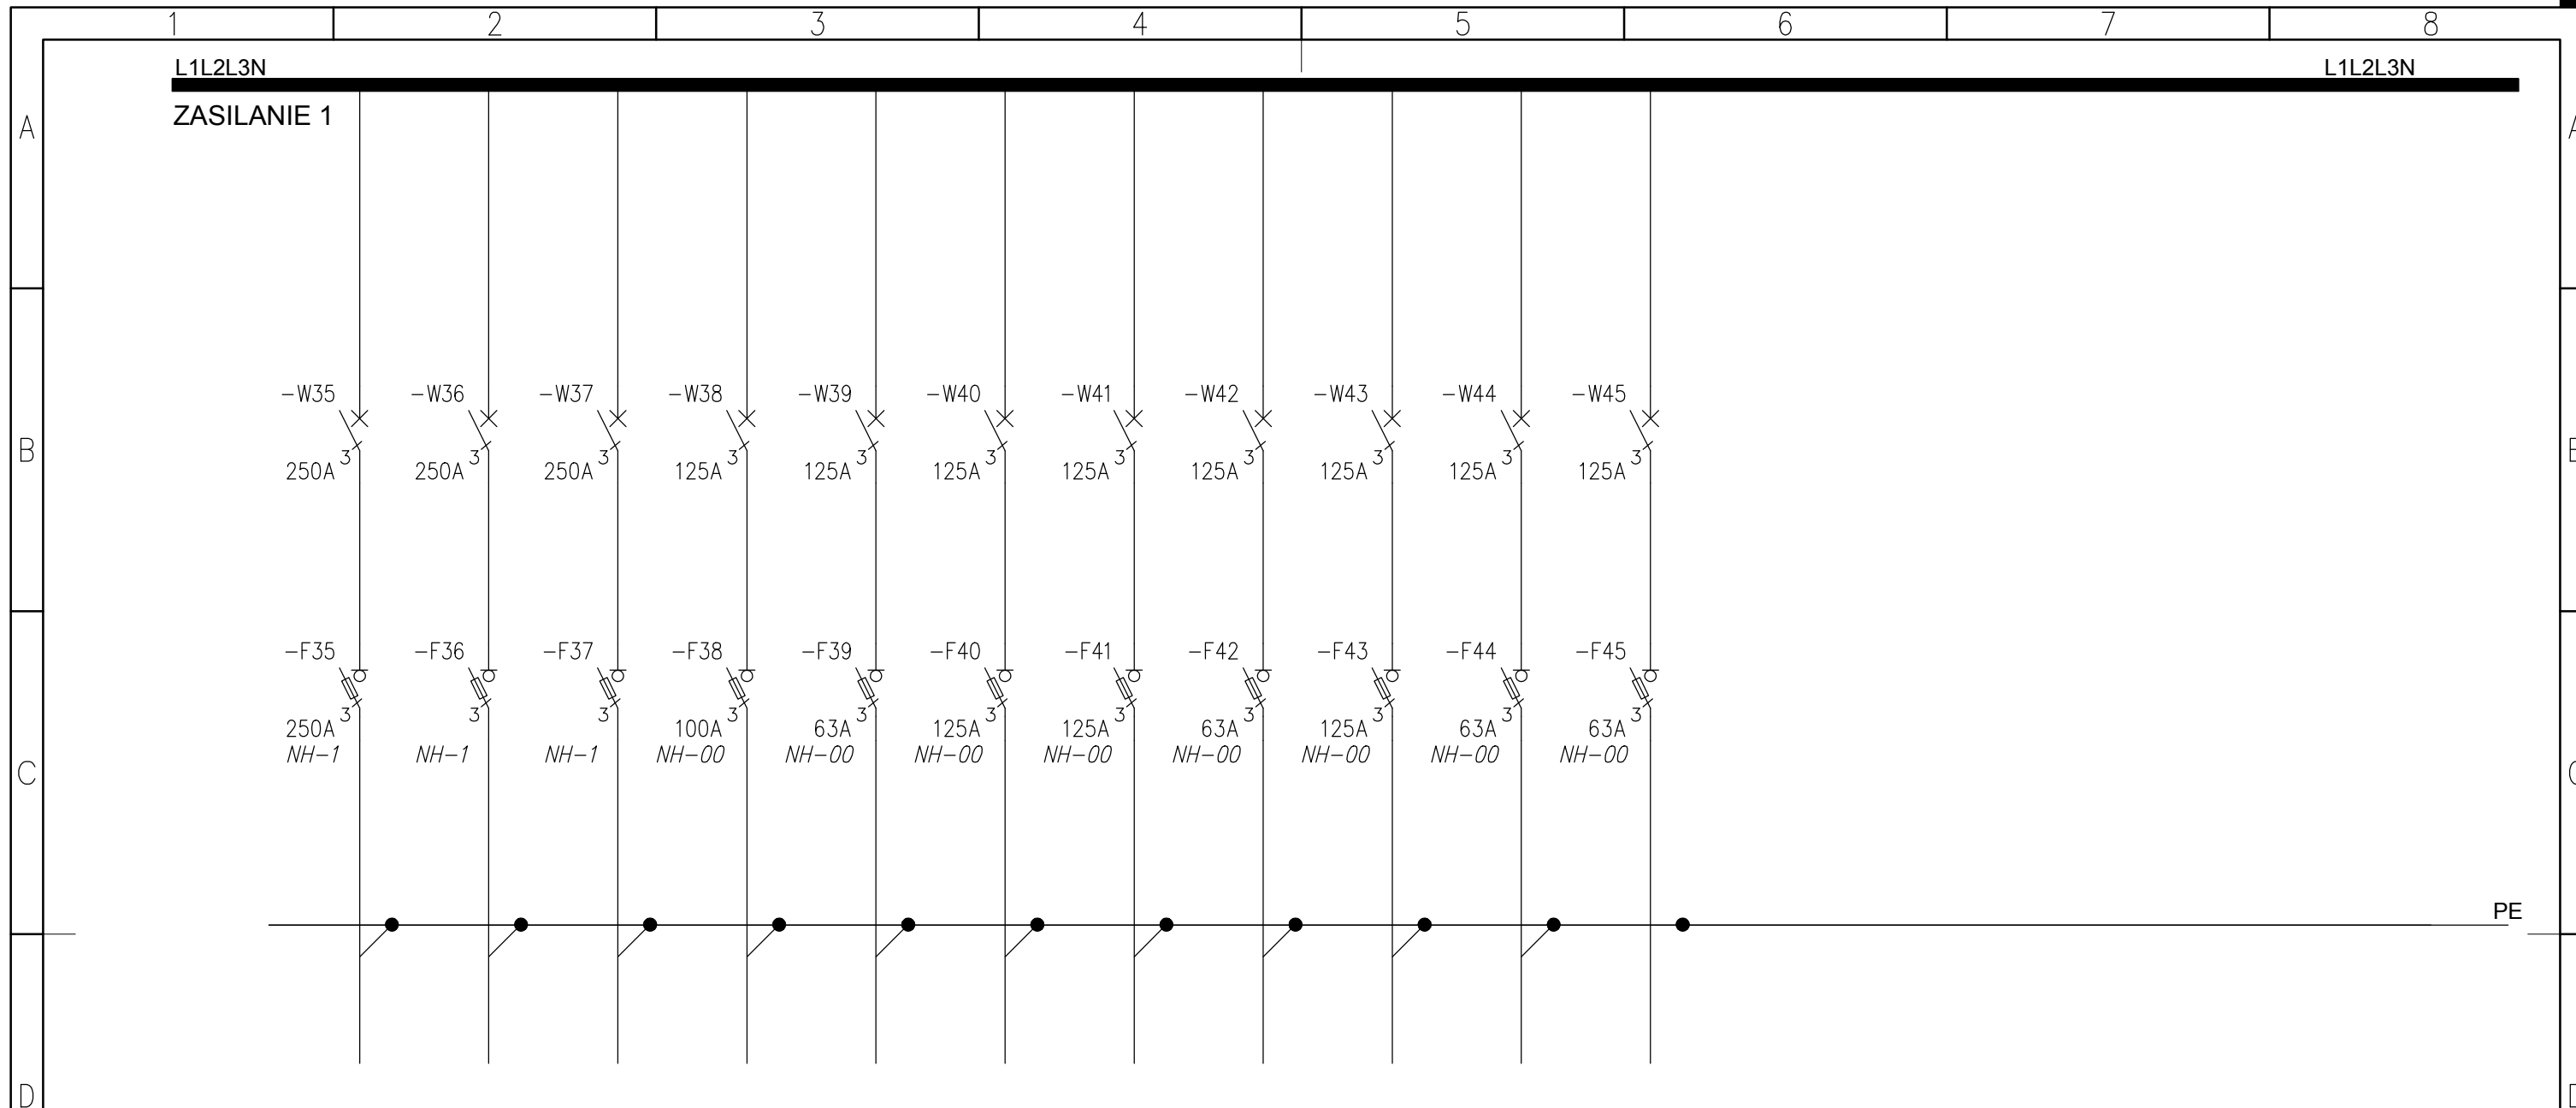 1 2 3 4 5 6 7 8
L1L2L3N L1L2L3N
ZASILANIE 1
A A
-W35 -W36 -W37 -W38 -W39 -W40 -W41 -W42 -W43 -W44 -W45
B
3 3 3 3 3 3 3 3 3 3 3
250A 250A 250A 125A 125A 125A 125A 125A 125A 125A 125A
-F35 -F36 -F37 -F38 -F39 -F40 -F41 -F42 -F43 -F44 -F45
3 3 3 3 3 3 3 3 3 3 3
250A 100A 63A 125A 125A 63A 125A 63A 63A
NH-1 NH-1 NH-1 NH-00 NH-00 NH-00 NH-00 NH-00 NH-00 NH-00 NH-00
C
PE
D